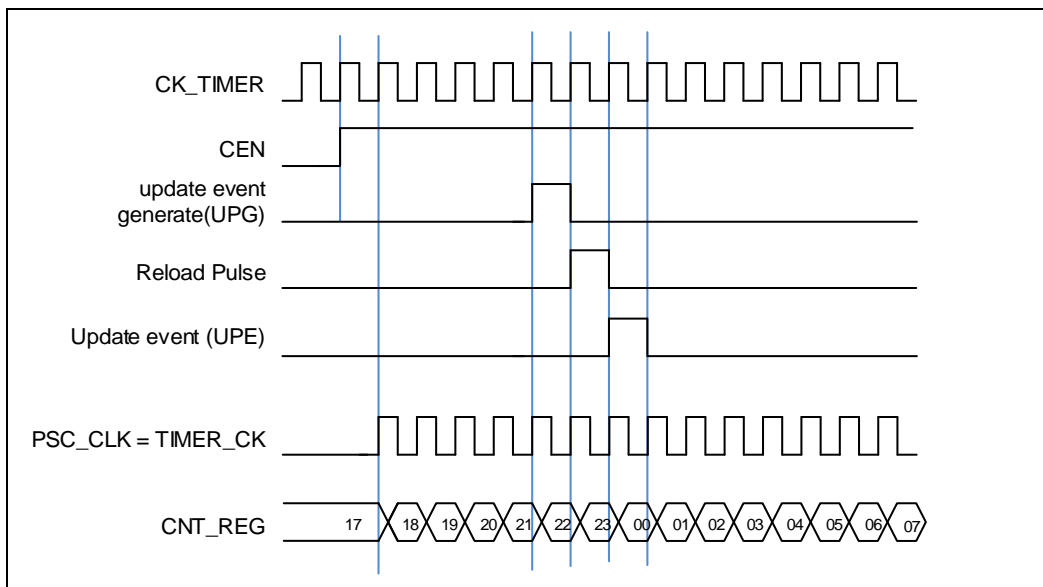 CK_TIMER
CEN
update event
generate(UPG)
Reload Pulse
Update event (UPE)
PSC_CLK = TIMER_CK
CNT_REG 17 18 19 20 21 22 23 00 01 02 03 04 05 06 07